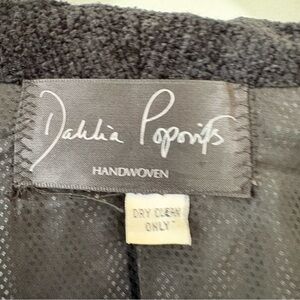 Dahlia Popovits
HANDWOVEN
DRY CLEAN
ONLY